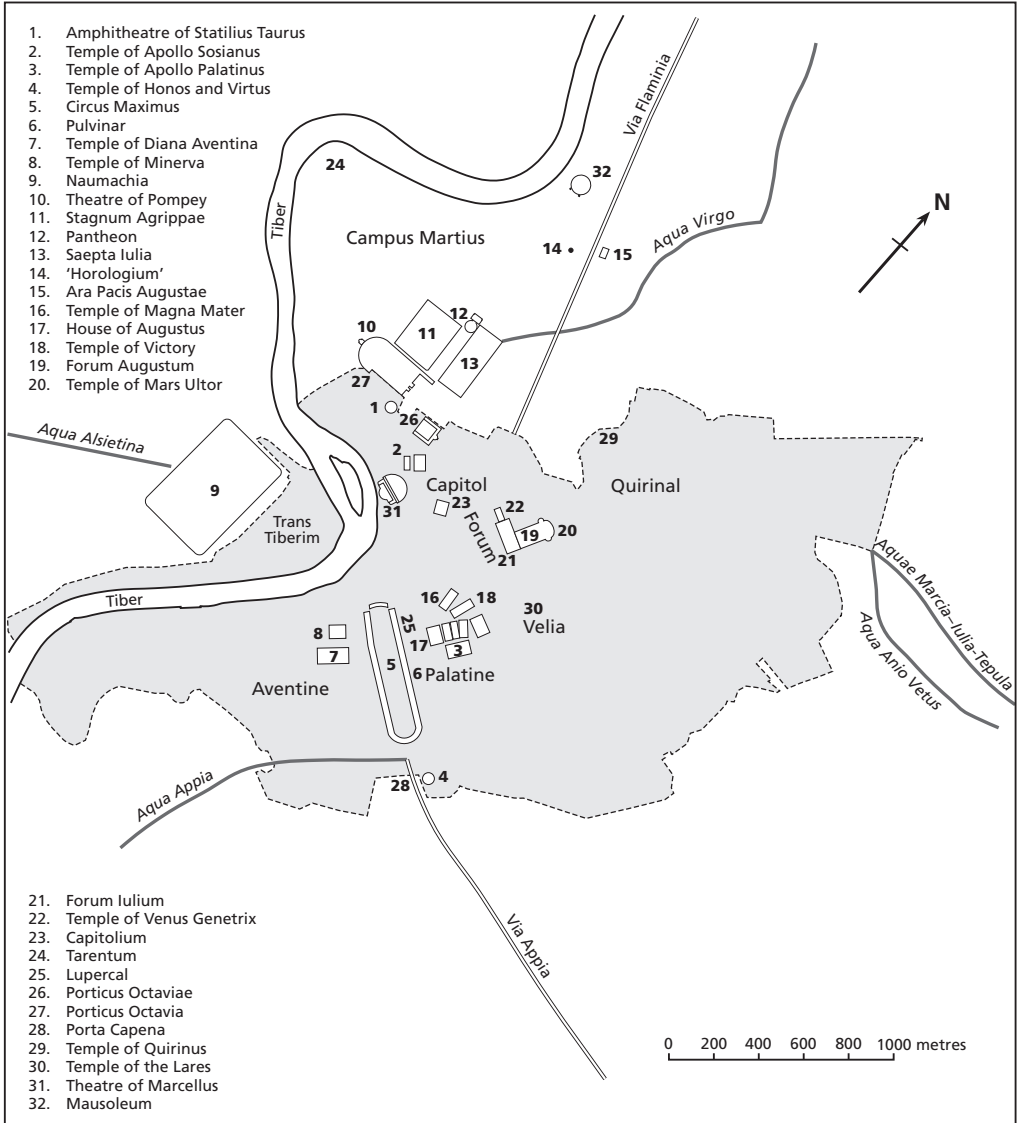 1. Amphitheatre of Statilius Taurus
2. Temple of Apollo Sosianus
3. Temple of Apollo Palatinus
4. Temple of Honos and Virtus
5. Circus Maximus
6. Pulvinar
7. Temple of Diana Aventina
8. Temple of Minerva
9. Naumachia
10. Theatre of Pompey
11. Stagnum Agrippae
12. Pantheon
13. Saepta Iulia
14. 'Horologium'
15. Ara Pacis Augustae
16. Temple of Magna Mater
17. House of Augustus
18. Temple of Victory
19. Forum Augustum
20. Temple of Mars Ultor
Via Flaminia
24
32
N
Tiber
Aqua Virgo
Campus Martius
14
15
12
10
11
13
27
1
26
29
Aqua Alsietina
2
9
Capitol
Quirinal
31
23
22
Forum
19
20
Trans
Tiberim
21
Aquae Marcia–Iulia-Tepula
Tiber
16
18
30
Velia
25
8
17
3
7
5
6
Palatine
Aventine
Aqua Anio Vetus
Aqua Appia
28
4
Via Appia
21. Forum Iulium
22. Temple of Venus Genetrix
23. Capitolium
24. Tarentum
25. Lupercal
26. Porticus Octaviae
27. Porticus Octavia
28. Porta Capena
29. Temple of Quirinus
30. Temple of the Lares
31. Theatre of Marcellus
32. Mausoleum
0 200 400 600 800 1000 metres